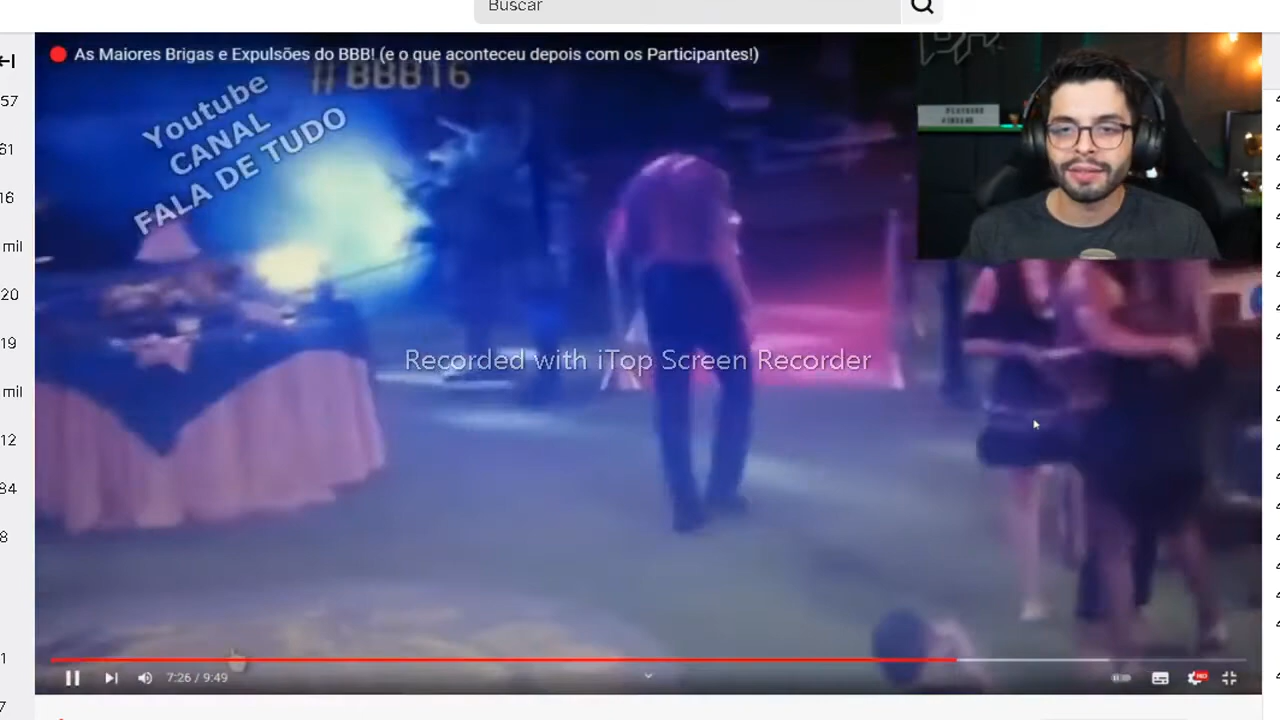 Buscar
As Maiores Brigas e Expulsões do BBB! (e o que aconteceu depois com os Participantes!)
#BBB16
Youtube
CANAL
FALA DE TUDO
57
61
16
mil
20
19
mil
12
84
8
1
7
Recorded with iTop Screen Recorder
7:26 / 9:49
HD